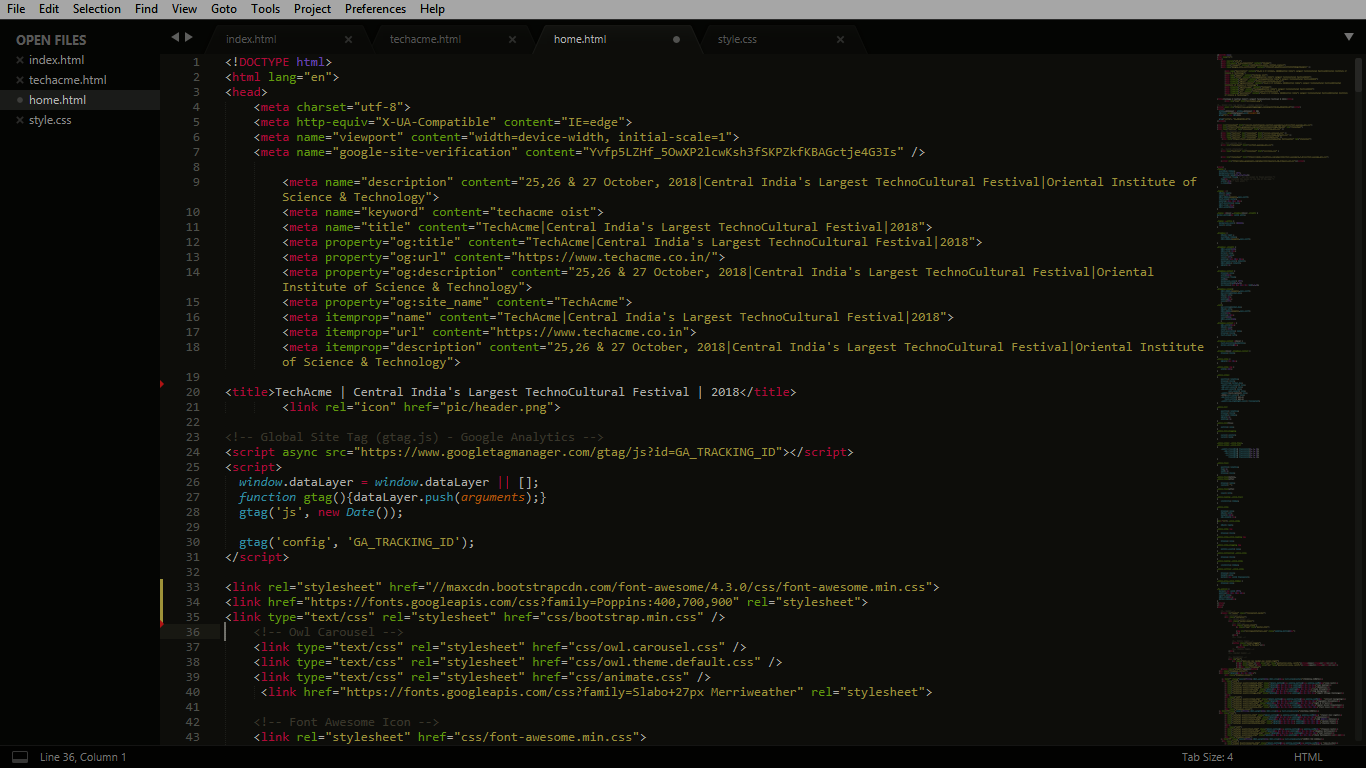 File Edit Selection Find View Goto Tools Project Preferences Help
OPEN FILES
index.html
techacme.html
home.html
style.css
index.html techacme.html home.html style.css
1 <!DOCTYPE html>
2 <html lang="en">
3 <head>
4 <meta charset="utf-8">
5 <meta http-equiv="X-UA-Compatible" content="IE=edge">
6 <meta name="viewport" content="width=device-width, initial-scale=1">
7 <meta name="google-site-verification" content="Yvfp5LZHf_5OwXP2lcwKsh3fSKPZkfKBAGctje4G3Is" />
8
9 <meta name="description" content="25,26 & 27 October, 2018|Central India's Largest TechnoCultural Festival|Oriental Institute of
Science & Technology">
10 <meta name="keyword" content="techacme oist">
11 <meta name="title" content="TechAcme|Central India's Largest TechnoCultural Festival|2018">
12 <meta property="og:title" content="TechAcme|Central India's Largest TechnoCultural Festival|2018">
13 <meta property="og:url" content="https://www.techacme.co.in/">
14 <meta property="og:description" content="25,26 & 27 October, 2018|Central India's Largest TechnoCultural Festival|Oriental
Institute of Science & Technology">
15 <meta property="og:site_name" content="TechAcme">
16 <meta itemprop="name" content="TechAcme|Central India's Largest TechnoCultural Festival|2018">
17 <meta itemprop="url" content="https://www.techacme.co.in">
18 <meta itemprop="description" content="25,26 & 27 October, 2018|Central India's Largest TechnoCultural Festival|Oriental Institute
of Science & Technology">
19
20 <title>TechAcme | Central India's Largest TechnoCultural Festival | 2018</title>
21 <link rel="icon" href="pic/header.png">
22
23 <!-- Global Site Tag (gtag.js) - Google Analytics -->
24 <script async src="https://www.googletagmanager.com/gtag/js?id=GA_TRACKING_ID"></script>
25 <script>
26 window.dataLayer = window.dataLayer || [];
27 function gtag(){dataLayer.push(arguments);}
28 gtag('js', new Date());
29
30 gtag('config', 'GA_TRACKING_ID');
31 </script>
32
33 <link rel="stylesheet" href="//maxcdn.bootstrapcdn.com/font-awesome/4.3.0/css/font-awesome.min.css">
34 <link href="https://fonts.googleapis.com/css?family=Poppins:400,700,900" rel="stylesheet">
35 <link type="text/css" rel="stylesheet" href="css/bootstrap.min.css" />
36 <!-- Owl Carousel -->
37 <link type="text/css" rel="stylesheet" href="css/owl.carousel.css" />
38 <link type="text/css" rel="stylesheet" href="css/owl.theme.default.css" />
39 <link type="text/css" rel="stylesheet" href="css/animate.css" />
40 <link href="https://fonts.googleapis.com/css?family=Slabo+27px Merriweather" rel="stylesheet">
41
42 <!-- Font Awesome Icon -->
43 <link rel="stylesheet" href="css/font-awesome.min.css">
Line 36, Column 1 Tab Size: 4 HTML